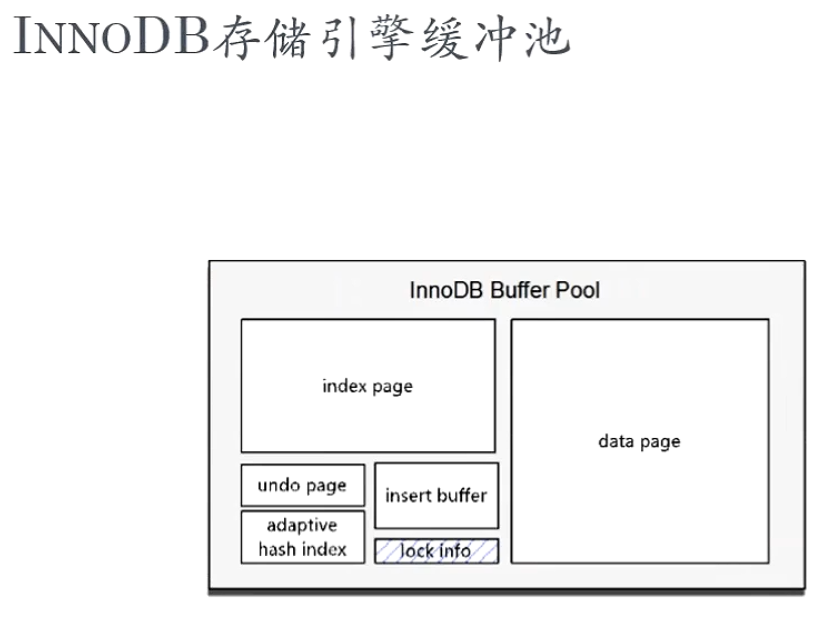 INNODB存储引擎缓冲池
InnoDB Buffer Pool
index page
data page
undo page
insert buffer
adaptive
hash index
lock info